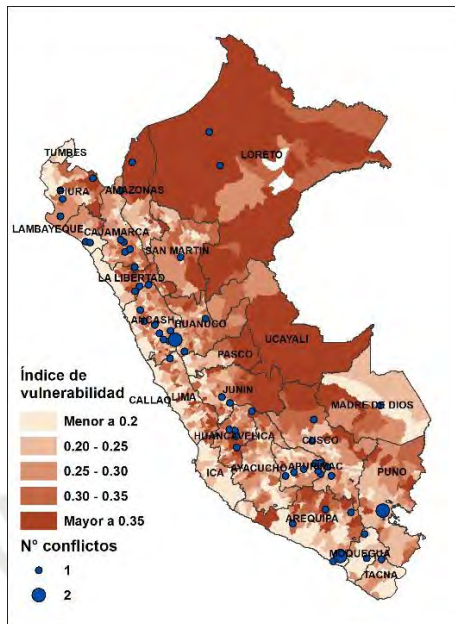 LORETO
TUMBES
PIURA
AMAZONAS
LAMBAYEQUE
CAJAMARCA
SAN MARTIN
LA LIBERTAD
ANCASH
HUANUCO
UCAYALI
PASCO
CALLAO
LIMA
JUNIN
MADRE DE DIOS
HUANCAVELICA
CUSCO
ICA
AYACUCHO
APURIMAC
PUNO
AREQUIPA
MOQUEGUA
TACNA
Índice de
vulnerabilidad
Menor a 0.2
0.20 - 0.25
0.25 - 0.30
0.30 - 0.35
Mayor a 0.35
N° conflictos
1
2